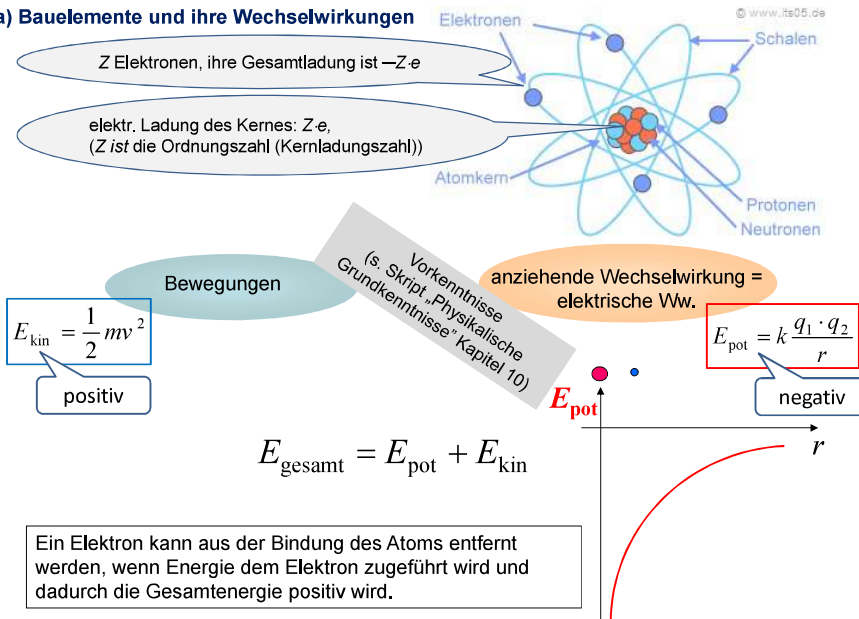 a) Bauelemente und ihre Wechselwirkungen
© www.its05.de
Elektronen
Schalen
Z Elektronen, ihre Gesamtladung ist —Z·e
elektr. Ladung des Kernes: Z·e,
(Z ist die Ordnungszahl (Kernladungszahl))
Atomkern
Protonen
Neutronen
Bewegungen
Vorkenntnisse
(s. Skript „Physikalische
Grundkenntnisse" Kapitel 10)
anziehende Wechselwirkung =
elektrische Ww.
E_kin = 1/2 mv²
positiv
E_pot = k q₁ · q₂ / r
negativ
E_pot
r
E_gesamt = E_pot + E_kin
Ein Elektron kann aus der Bindung des Atoms entfernt
werden, wenn Energie dem Elektron zugeführt wird und
dadurch die Gesamtenergie positiv wird.